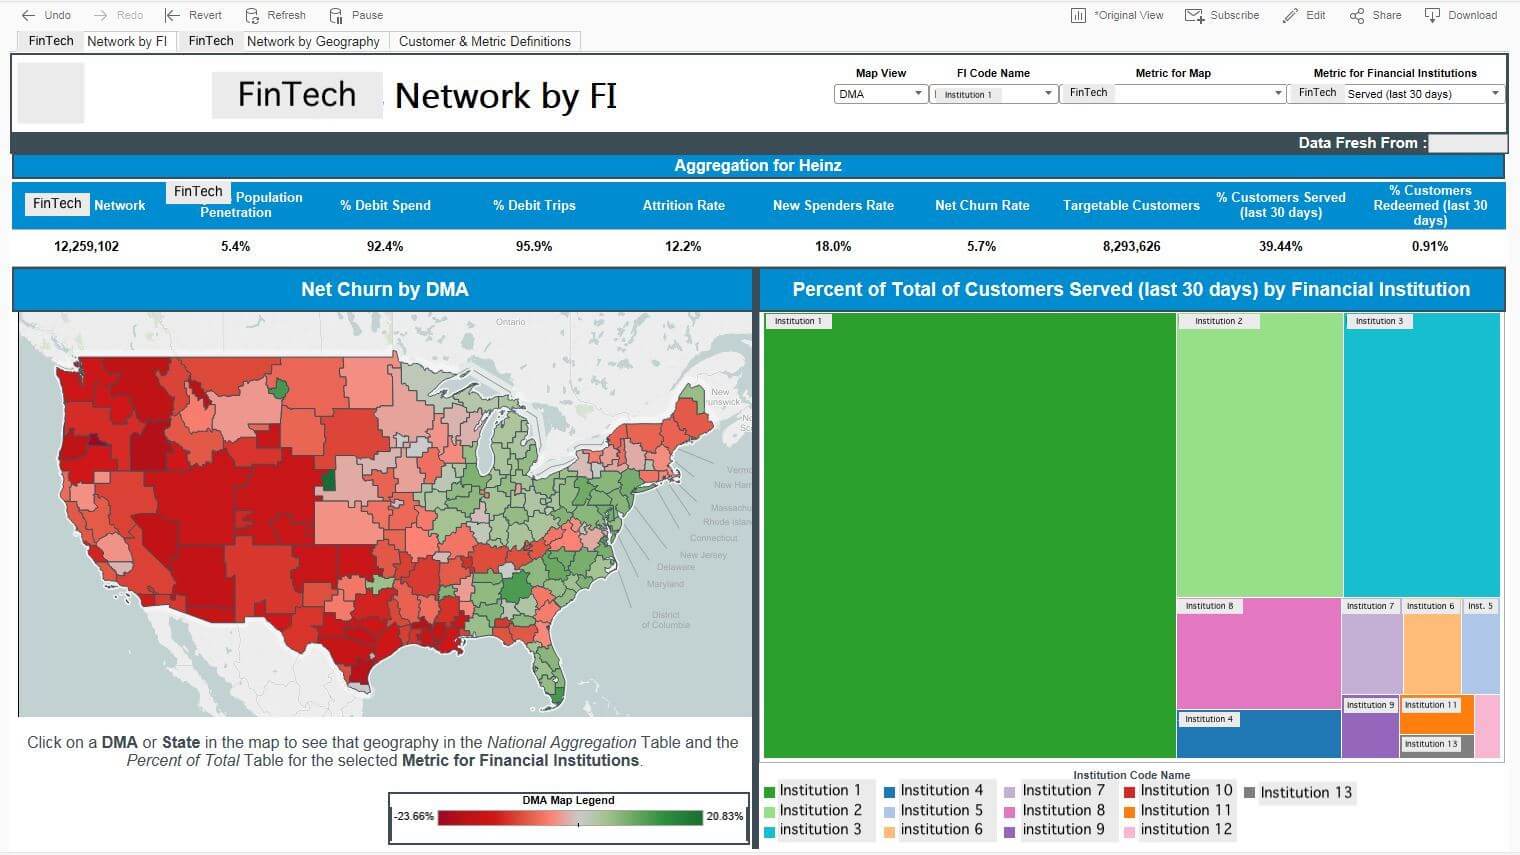 Undo Redo Revert Refresh Pause *Original View Subscribe Edit Share Download
FinTech Network by FI FinTech Network by Geography Customer & Metric Definitions
FinTech Network by FI
Map View FI Code Name Metric for Map Metric for Financial Institutions
DMA Institution 1 FinTech FinTech Served (last 30 days)
Data Fresh From :
Aggregation for Heinz
FinTech Network
FinTech Population
Penetration
% Debit Spend
% Debit Trips
Attrition Rate
New Spenders Rate
Net Churn Rate
Targetable Customers
% Customers Served
(last 30 days)
% Customers
Redeemed (last 30
days)
12,259,102 5.4% 92.4% 95.9% 12.2% 18.0% 5.7% 8,293,626 39.44% 0.91%
Net Churn by DMA
Ontario
New
runswick
Vermo
New Ham
Massachu
Rhode Islan
Connecticut
New Jersey
Delaware
Maryland
District
of Columbia
Click on a DMA or State in the map to see that geography in the National Aggregation Table and the
Percent of Total Table for the selected Metric for Financial Institutions.
DMA Map Legend
-23.66% 20.83%
Percent of Total of Customers Served (last 30 days) by Financial Institution
Institution 1 Institution 2 Institution 3
Institution 8 Institution 7 Institution 6 Inst. 5
Institution 9 Institution 11
Institution 4
Institution 13
Institution Code Name
Institution 1 Institution 4 Institution 7 Institution 10 Institution 13
Institution 2 Institution 5 Institution 8 Institution 11
institution 3 institution 6 institution 9 institution 12